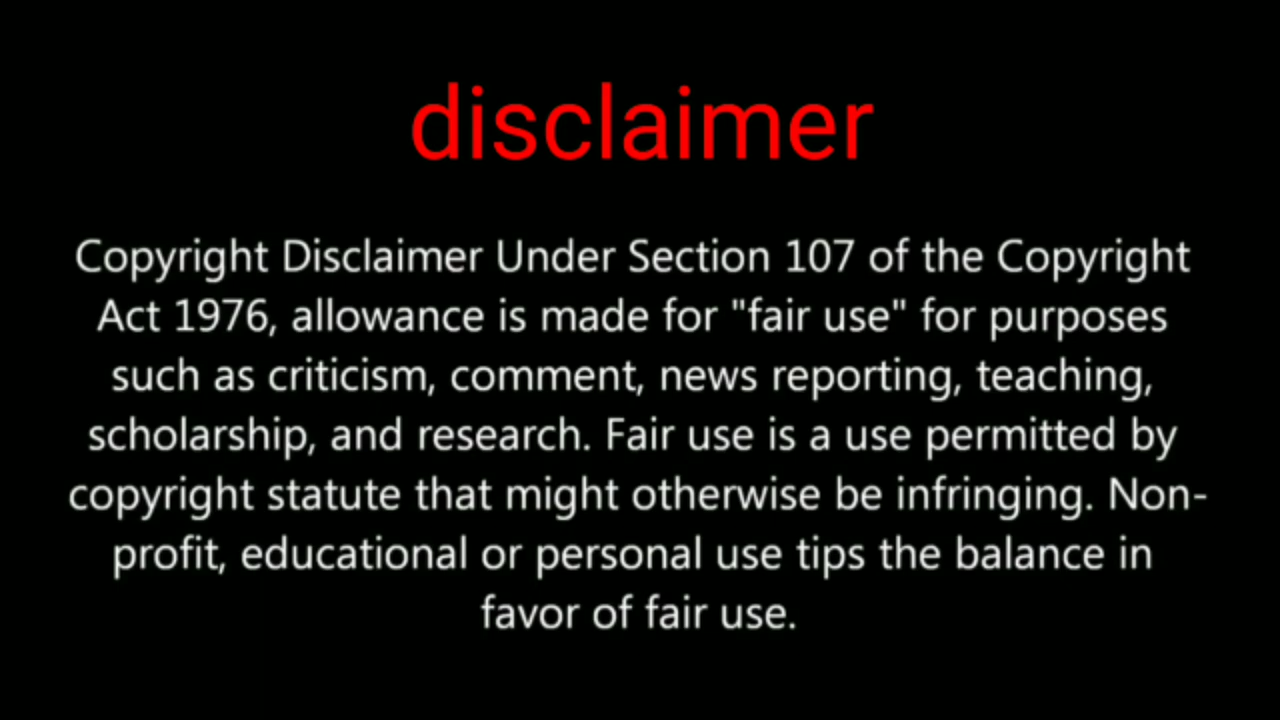 disclaimer
Copyright Disclaimer Under Section 107 of the Copyright
Act 1976, allowance is made for "fair use" for purposes
such as criticism, comment, news reporting, teaching,
scholarship, and research. Fair use is a use permitted by
copyright statute that might otherwise be infringing. Non-
profit, educational or personal use tips the balance in
favor of fair use.